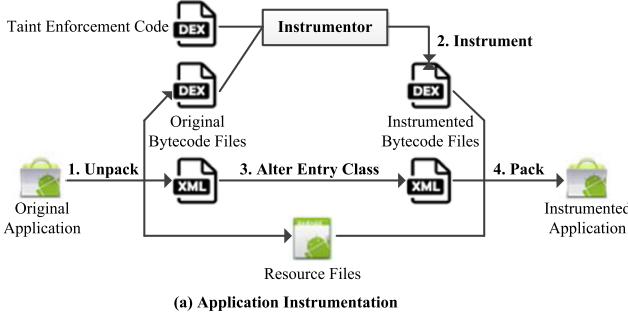 Taint Enforcement Code
DEX
Instrumentor
2. Instrument
DEX
DEX
Original
Bytecode Files
Instrumented
Bytecode Files
1. Unpack
XML
3. Alter Entry Class
XML
4. Pack
Original
Application
Instrumented
Application
Resource Files
(a) Application Instrumentation